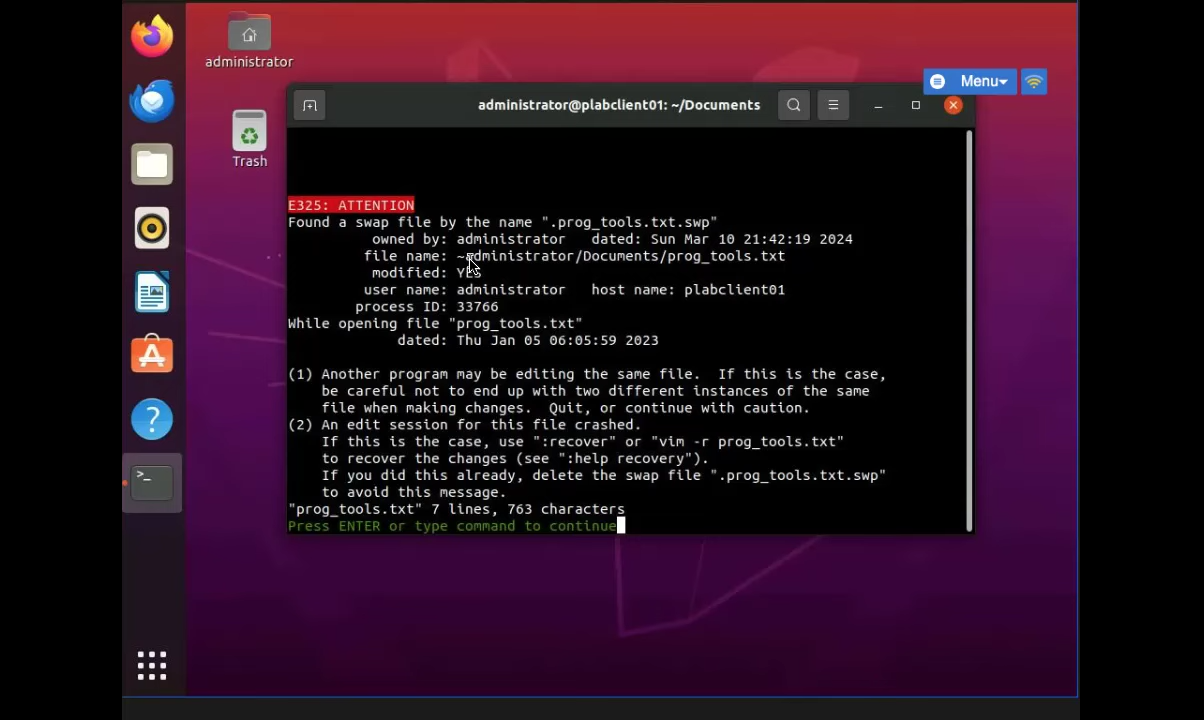 administrator
Trash
Menu
administrator@plabclient01: ~/Documents
E325: ATTENTION
Found a swap file by the name ".prog_tools.txt.swp"
owned by: administrator   dated: Sun Mar 10 21:42:19 2024
file name: ~administrator/Documents/prog_tools.txt
modified: YES
user name: administrator   host name: plabclient01
process ID: 33766
While opening file "prog_tools.txt"
dated: Thu Jan 05 06:05:59 2023
(1) Another program may be editing the same file.  If this is the case,
be careful not to end up with two different instances of the same
file when making changes.  Quit, or continue with caution.
(2) An edit session for this file crashed.
If this is the case, use ":recover" or "vim -r prog_tools.txt"
to recover the changes (see ":help recovery").
If you did this already, delete the swap file ".prog_tools.txt.swp"
to avoid this message.
"prog_tools.txt" 7 lines, 763 characters
Press ENTER or type command to continue